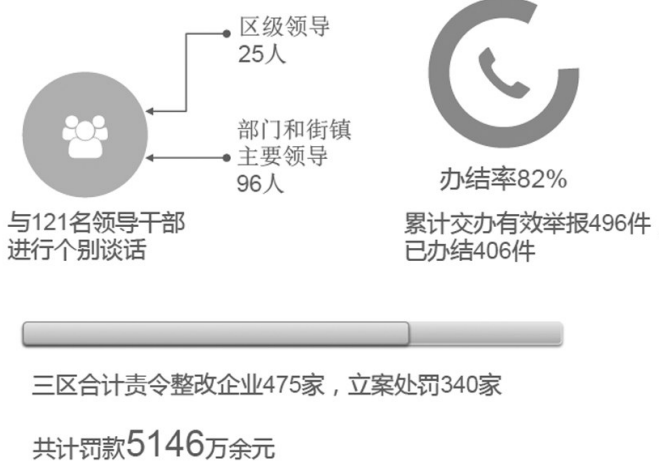 区级领导
25人
部门和街镇
主要领导
96人
与121名领导干部
进行个别谈话
办结率82%
累计交办有效举报496件
已办结406件
三区合计责令整改企业475家，立案处罚340家
共计罚款5146万余元